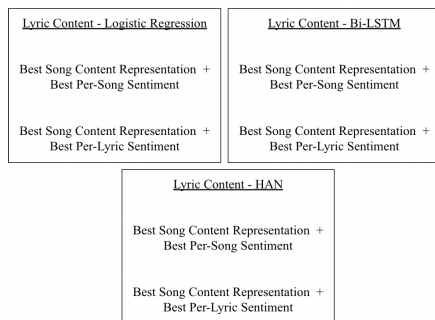 Lyric Content - Logistic Regression
Best Song Content Representation +
Best Per-Song Sentiment
Best Song Content Representation +
Best Per-Lyric Sentiment
Lyric Content - Bi-LSTM
Best Song Content Representation +
Best Per-Song Sentiment
Best Song Content Representation +
Best Per-Lyric Sentiment
Lyric Content - HAN
Best Song Content Representation +
Best Per-Song Sentiment
Best Song Content Representation +
Best Per-Lyric Sentiment